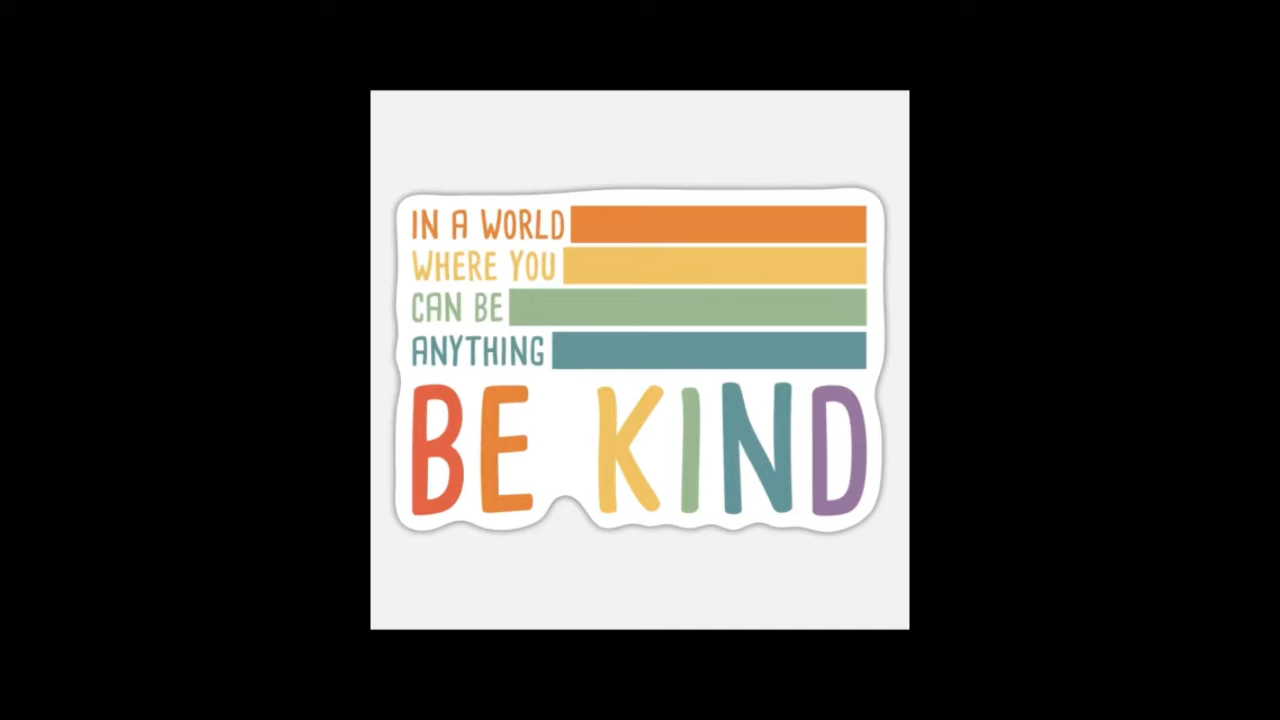 IN A WORLD
WHERE YOU
CAN BE
ANYTHING
BE KIND